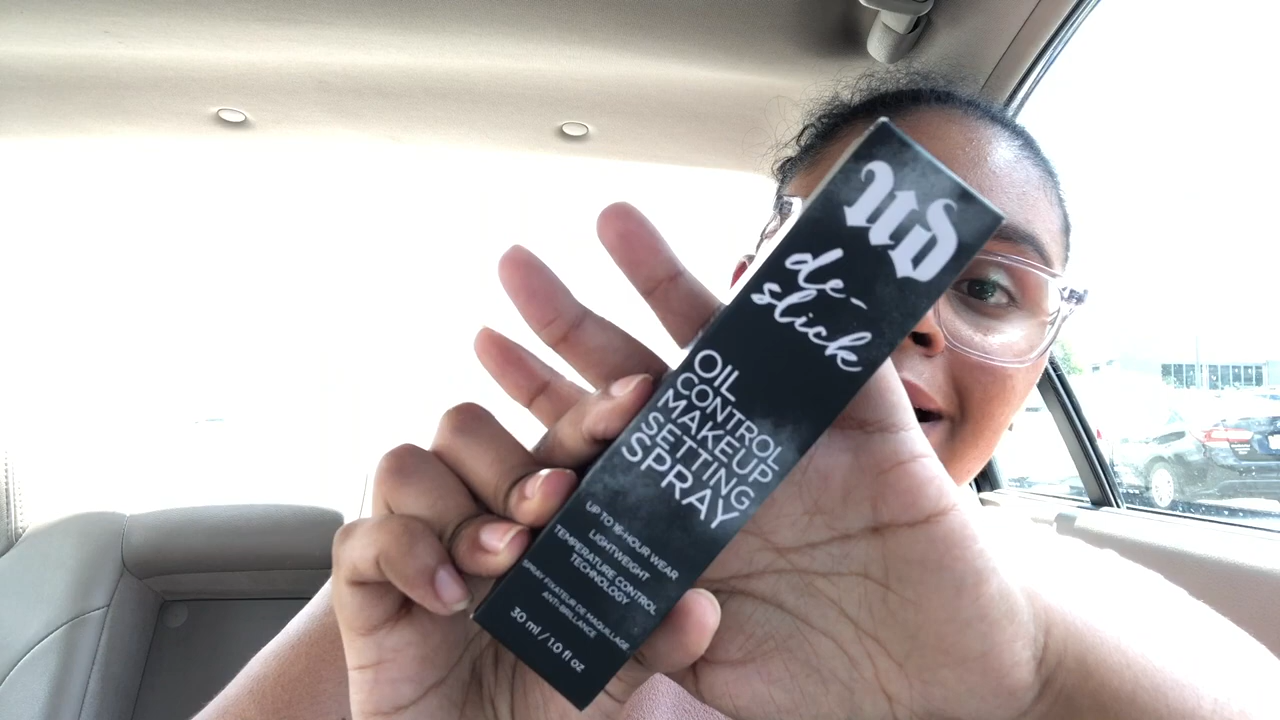 UD
de-
slick
OIL
CONTROL
MAKEUP
SETTING
SPRAY
UP TO 16-HOUR WEAR
LIGHTWEIGHT
TEMPERATURE CONTROL
TECHNOLOGY
SPRAY FIXATEUR DE MAQUILLAGE
ANTI-BRILLANCE
30 ml / 1.0 fl oz